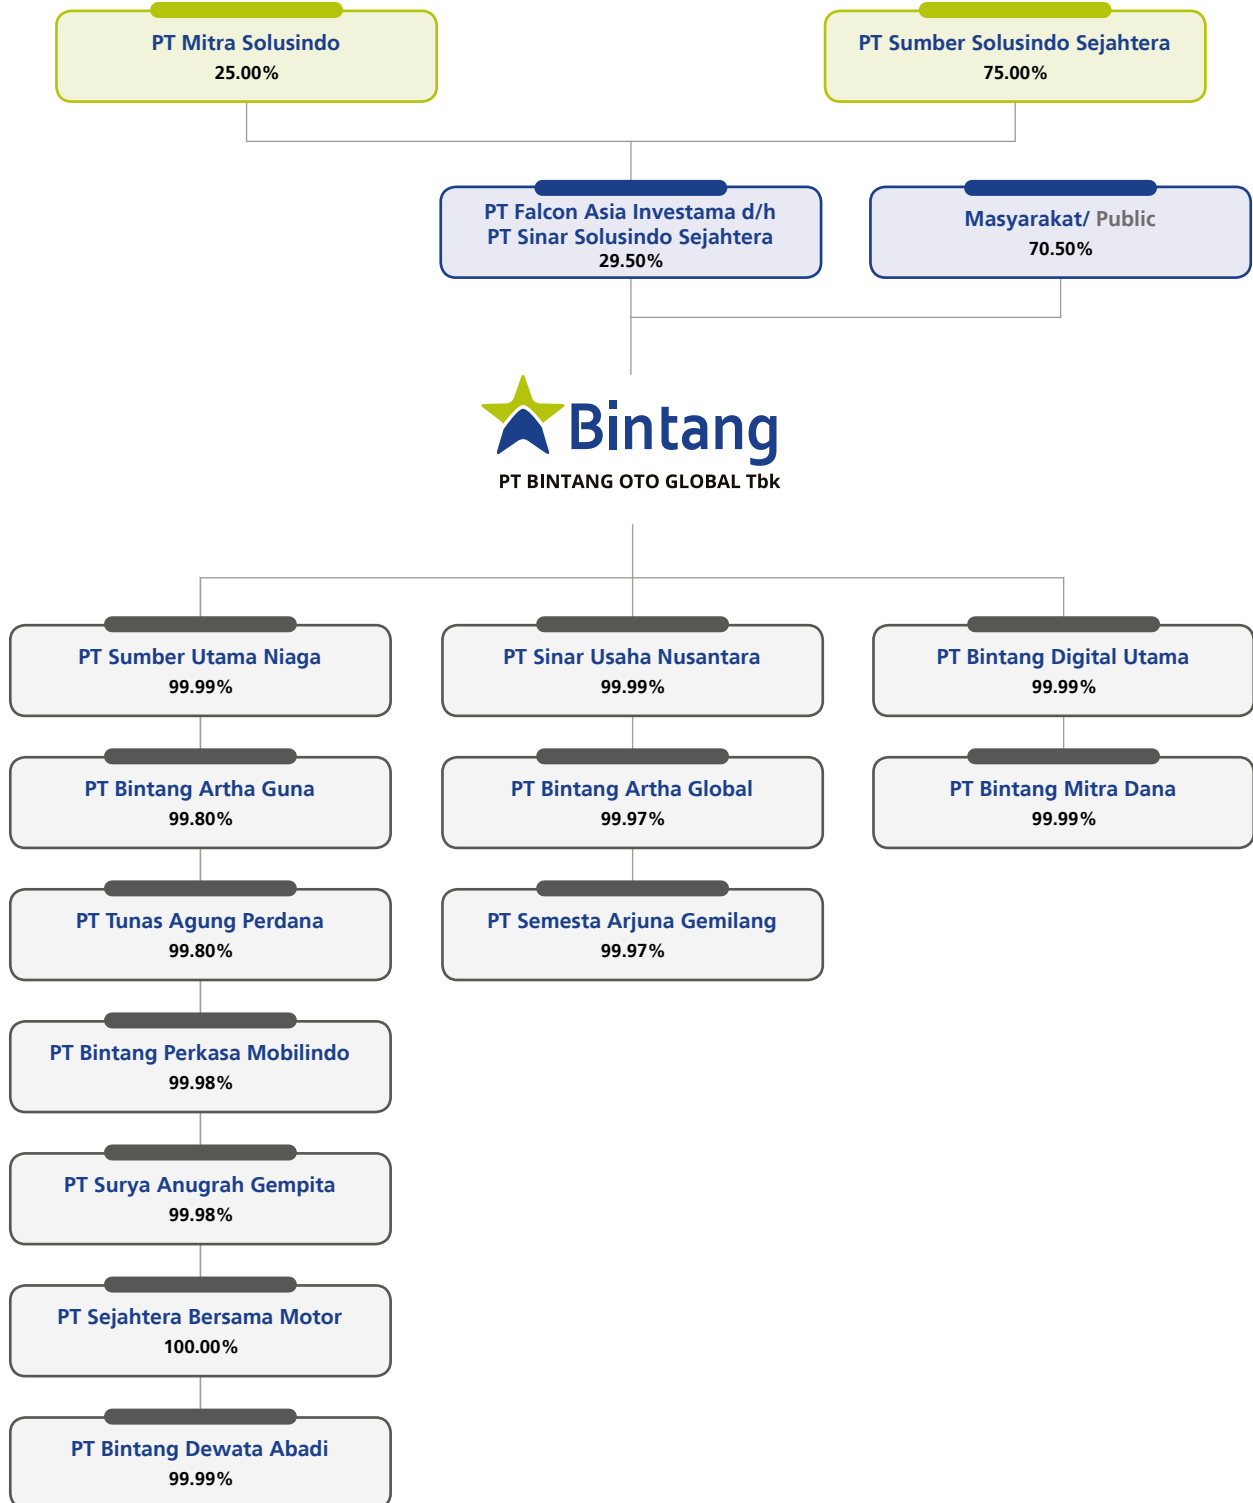 PT Mitra Solusindo
25.00%
PT Sumber Solusindo Sejahtera
75.00%
PT Falcon Asia Investama d/h
PT Sinar Solusindo Sejahtera
29.50%
Masyarakat/ Public
70.50%
Bintang
PT BINTANG OTO GLOBAL Tbk
PT Sumber Utama Niaga
99.99%
PT Sinar Usaha Nusantara
99.99%
PT Bintang Digital Utama
99.99%
PT Bintang Artha Guna
99.80%
PT Bintang Artha Global
99.97%
PT Bintang Mitra Dana
99.99%
PT Tunas Agung Perdana
99.80%
PT Semesta Arjuna Gemilang
99.97%
PT Bintang Perkasa Mobilindo
99.98%
PT Surya Anugrah Gempita
99.98%
PT Sejahtera Bersama Motor
100.00%
PT Bintang Dewata Abadi
99.99%